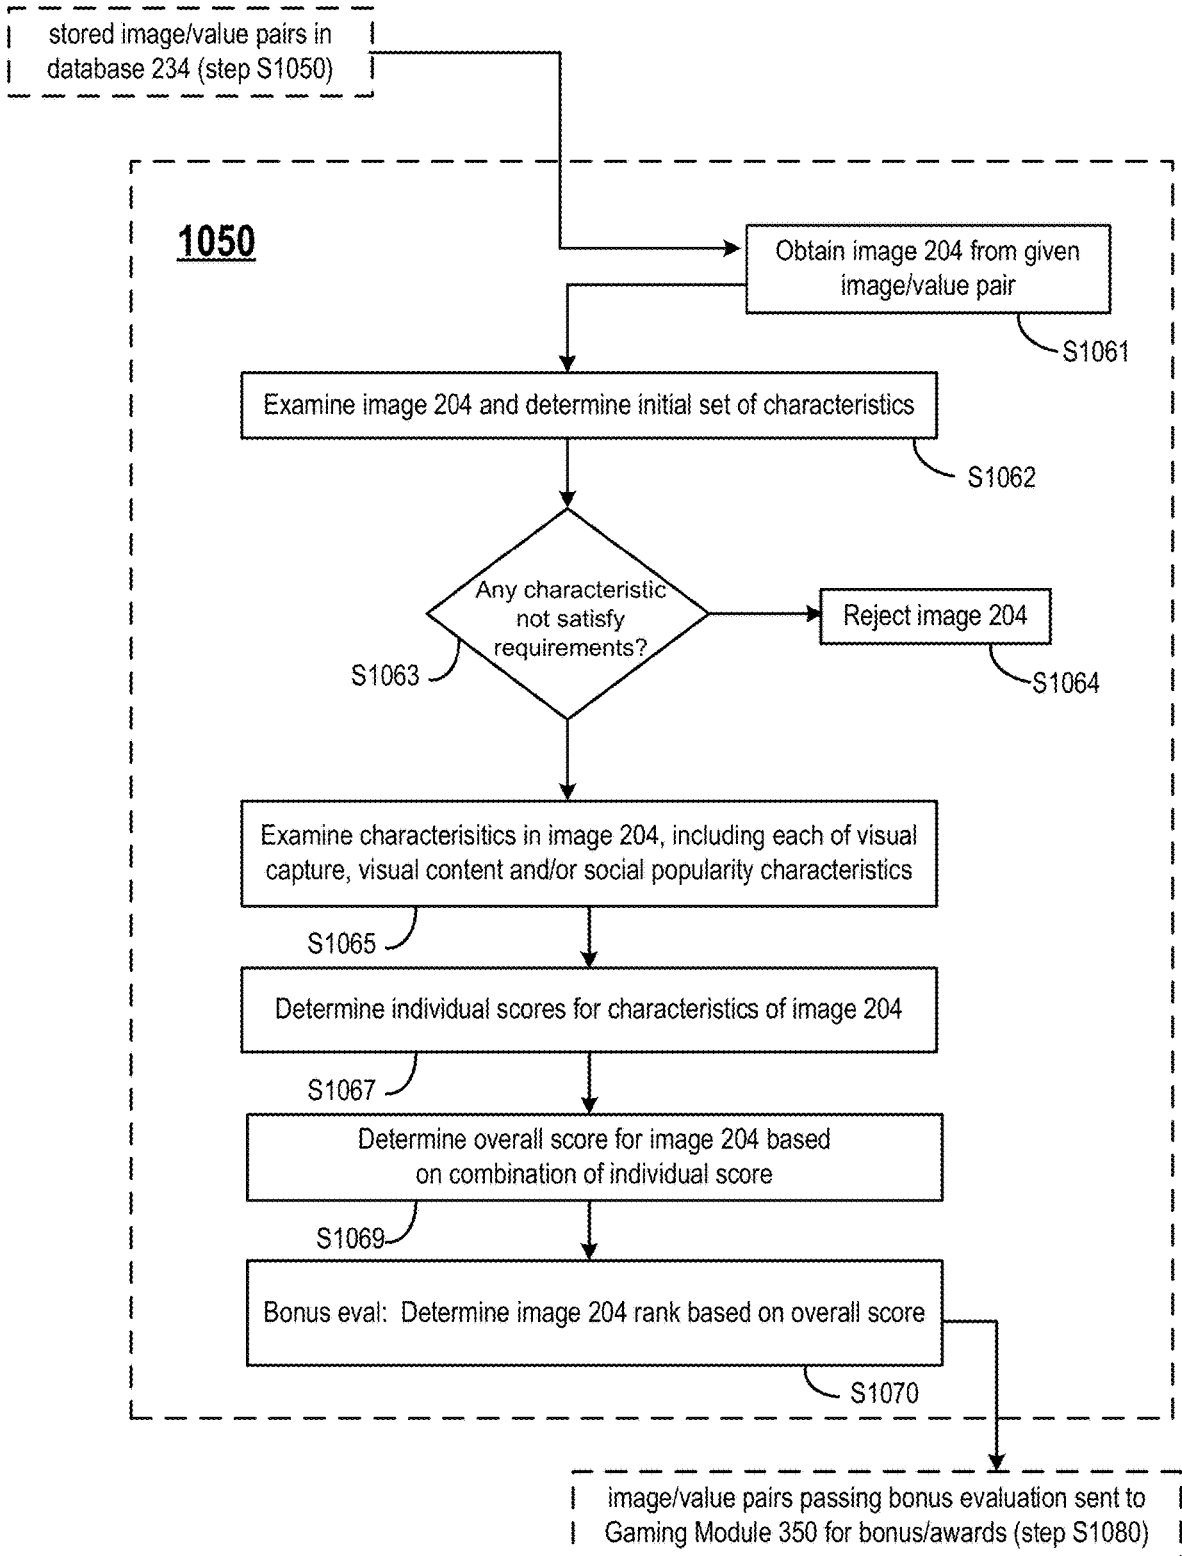 stored image/value pairs in
database 234 (step S1050)
1050
Obtain image 204 from given
image/value pair
S1061
Examine image 204 and determine initial set of characteristics
S1062
Any characteristic
not satisfy
requirements?
S1063
Reject image 204
S1064
Examine characterisitics in image 204, including each of visual
capture, visual content and/or social popularity characteristics
S1065
Determine individual scores for characteristics of image 204
S1067
Determine overall score for image 204 based
on combination of individual score
S1069
Bonus eval:  Determine image 204 rank based on overall score
S1070
image/value pairs passing bonus evaluation sent to
Gaming Module 350 for bonus/awards (step S1080)